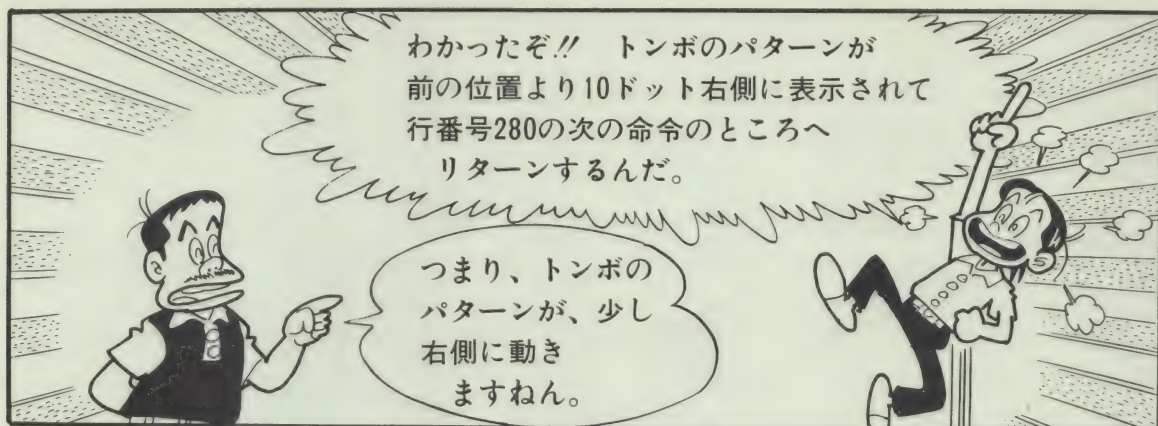 わかったぞ!!　トンボのパターンが
前の位置より10ドット右側に表示されて
行番号280の次の命令のところへ
リターンするんだ。
つまり、トンボの
パターンが、少し
右側に動き
ますねん。